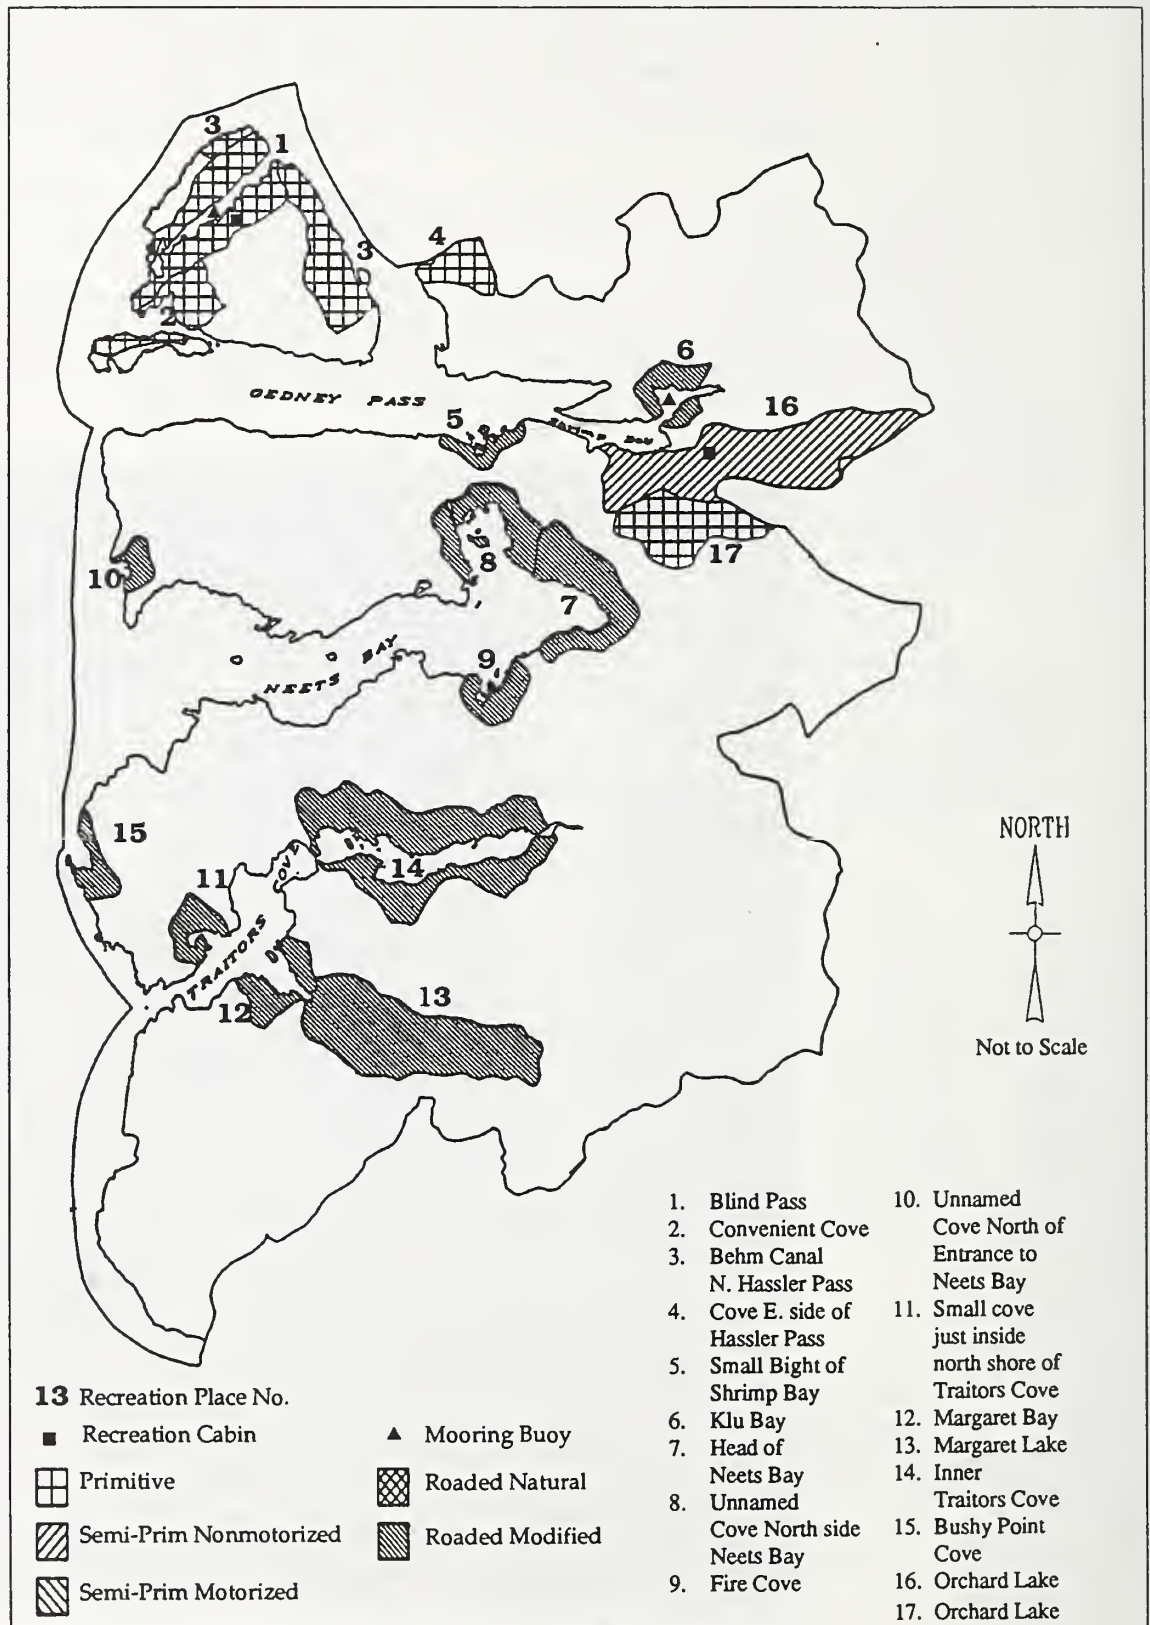 3
1
3
4
2
6
GEDNEY PASS
5
16
17
8
10
7
NEETS BAY
9
15
14
11
TRAITORS COVE
13
12
NORTH
Not to Scale
1. Blind Pass
2. Convenient Cove
3. Behm Canal
N. Hassler Pass
4. Cove E. side of
Hassler Pass
5. Small Bight of
Shrimp Bay
6. Klu Bay
7. Head of
Neets Bay
8. Unnamed
Cove North side
Neets Bay
9. Fire Cove
10. Unnamed
Cove North of
Entrance to
Neets Bay
11. Small cove
just inside
north shore of
Traitors Cove
12. Margaret Bay
13. Margaret Lake
14. Inner
Traitors Cove
15. Bushy Point
Cove
16. Orchard Lake
17. Orchard Lake
13 Recreation Place No.
Recreation Cabin
Mooring Buoy
Primitive
Roaded Natural
Semi-Prim Nonmotorized
Roaded Modified
Semi-Prim Motorized